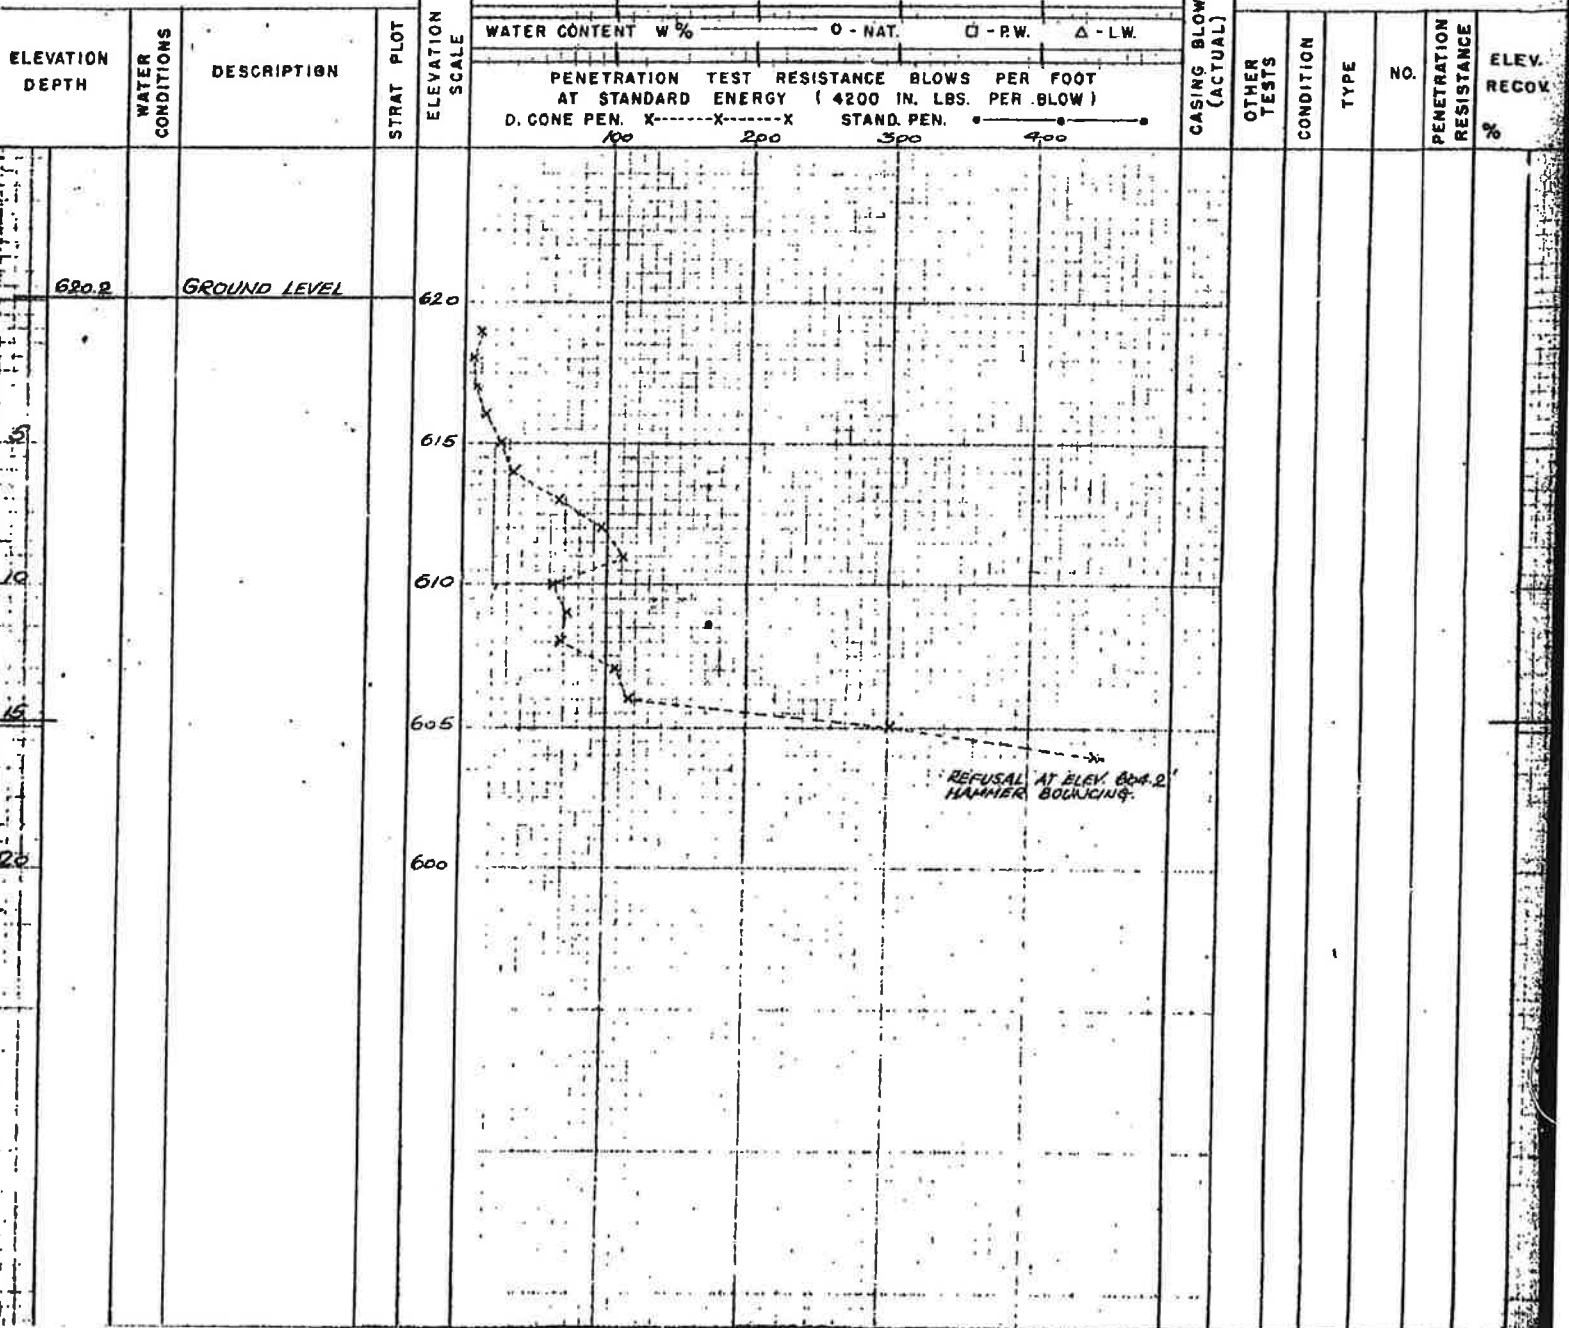 WATER CONTENT W % O - NAT. □ - P.W. △ - L.W.
PENETRATION TEST RESISTANCE BLOWS PER FOOT
AT STANDARD ENERGY ( 4200 IN. LBS. PER BLOW )
D. CONE PEN. X-------X-------X STAND. PEN.
100 200 300 400
ELEVATION
DEPTH
WATER
CONDITIONS
DESCRIPTION
STRAT PLOT
ELEVATION
SCALE
CASING BLOW
(ACTUAL)
OTHER
TESTS
CONDITION
TYPE
NO.
PENETRATION
RESISTANCE
ELEV.
RECOV.
%
620.2 GROUND LEVEL
620
5
615
10
610
15
605
REFUSAL AT ELEV. 604.2'
HAMMER BOUNCING.
20
600